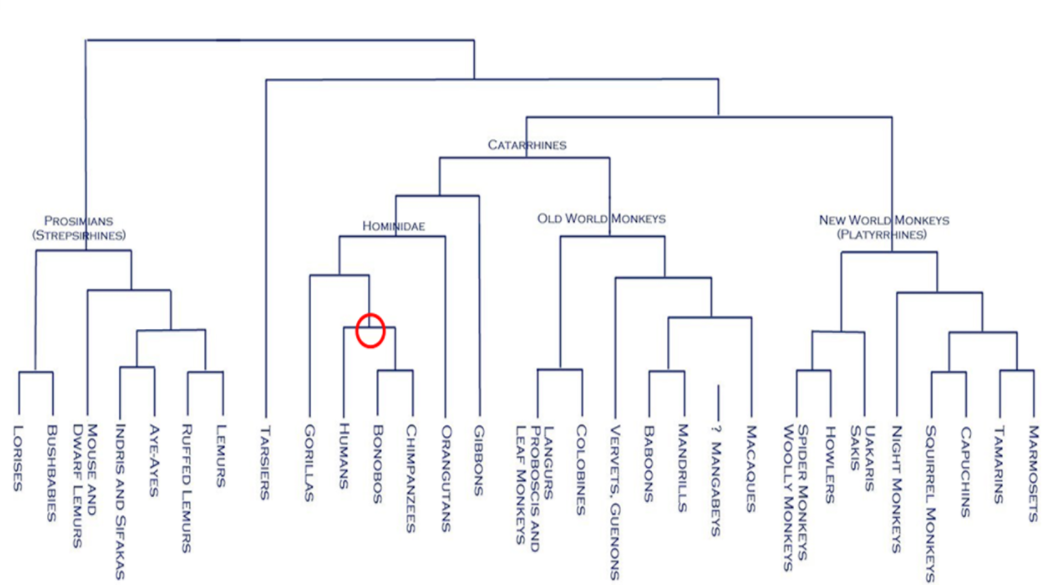 Catarrhines
Prosimians
(Strepsirhines)
Hominidae
Old World Monkeys
New World Monkeys
(Platyrrhines)
Lorises
Bushbabies
Mouse and
Dwarf Lemurs
Indris and Sifakas
Aye-Ayes
Ruffed Lemurs
Lemurs
Tarsiers
Gorillas
Humans
Bonobos
Chimpanzees
Orangutans
Gibbons
Langurs
Proboscis and
Leaf Monkeys
Colobines
Vervets, Guenons
Baboons
Mandrills
? Mangabeys
Macaques
Spider Monkeys
Woolly Monkeys
Howlers
Uakaris
Sakis
Night Monkeys
Squirrel Monkeys
Capuchins
Tamarins
Marmosets